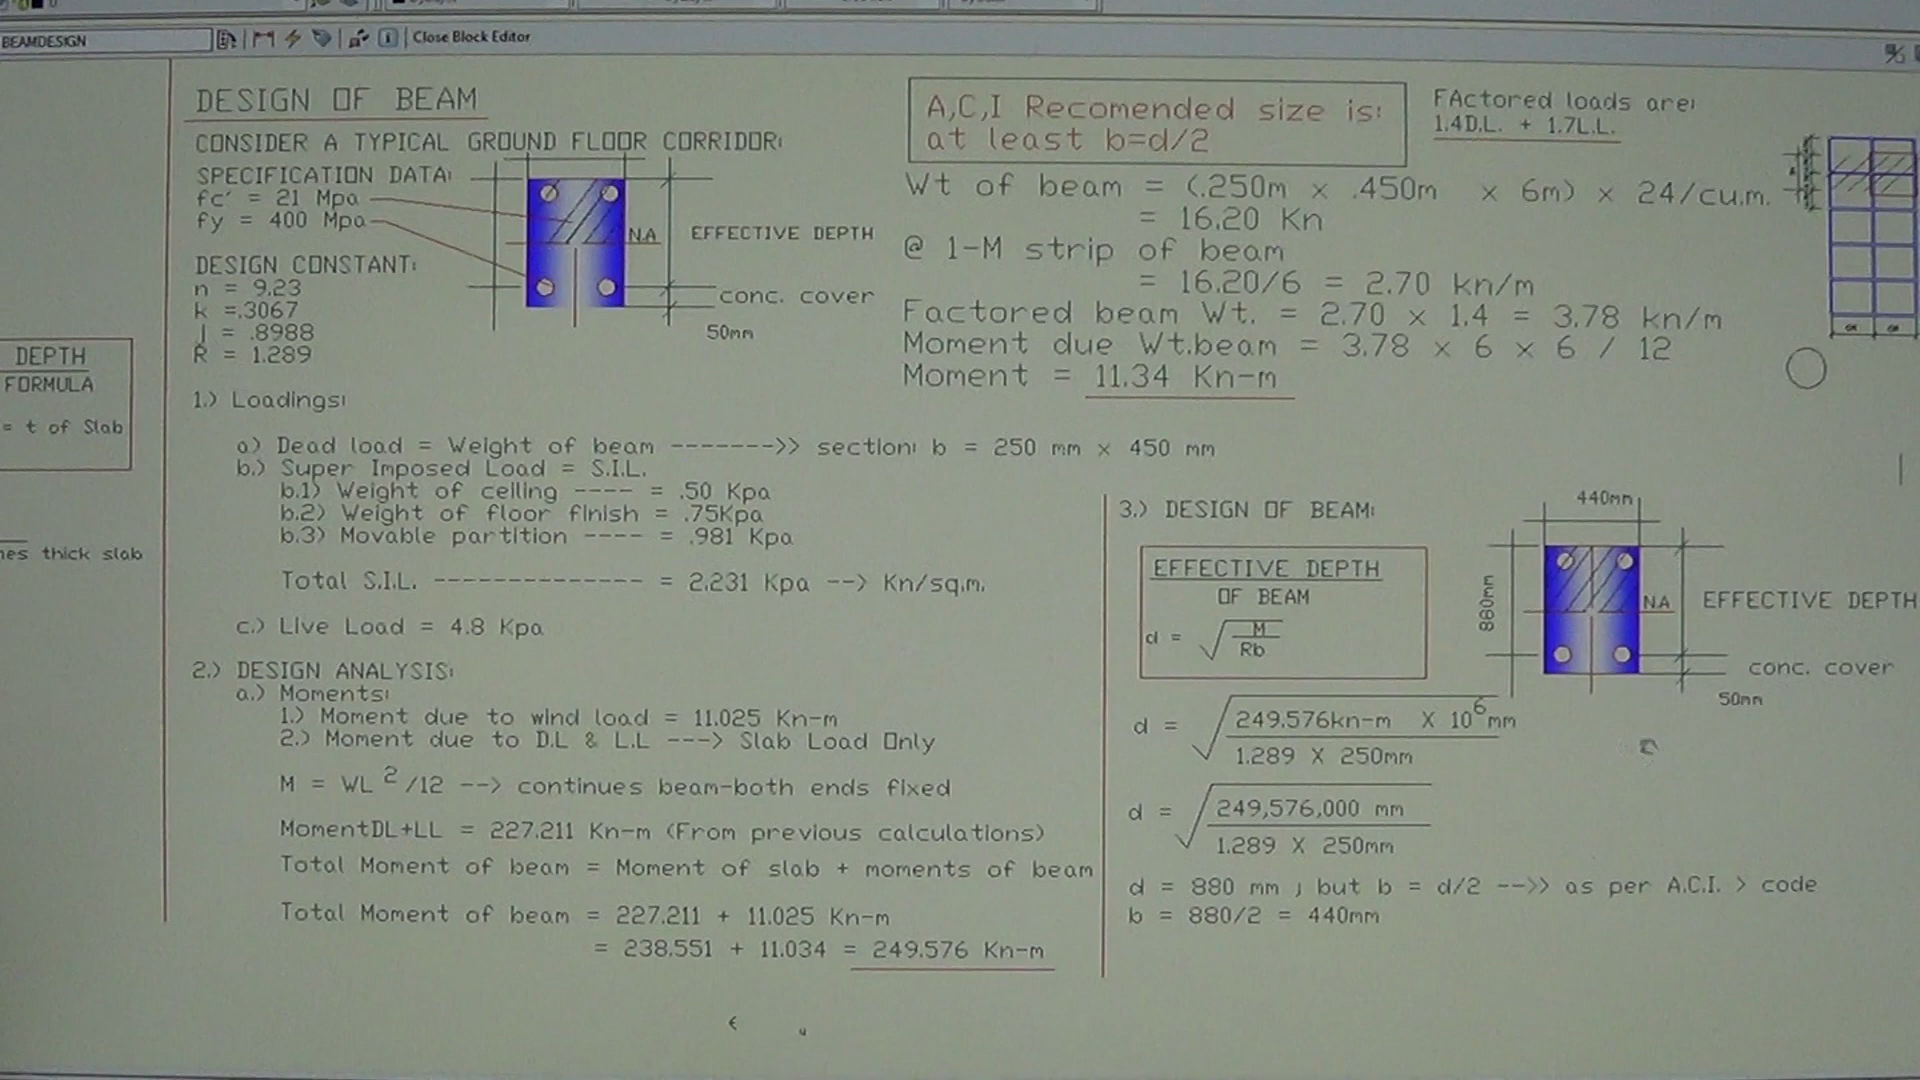 BEAMDESIGN
Close Block Editor
DEPTH
FORMULA
= t of Slab
nes thick slab
DESIGN OF BEAM
CONSIDER A TYPICAL GROUND FLOOR CORRIDOR:
SPECIFICATION DATA:
fc' = 21 Mpa
fy = 400 Mpa
DESIGN CONSTANT:
n = 9.23
k =.3067
j = .8988
R = 1.289
N.A
EFFECTIVE DEPTH
conc. cover
50mm
A,C,I Recomended size is:
at least b=d/2
FActored loads are:
1.4D.L. + 1.7L.L.
Wt of beam = (.250m x .450m x 6m) x 24/cu.m.
= 16.20 Kn
@ 1-M strip of beam
= 16.20/6 = 2.70 kn/m
Factored beam Wt. = 2.70 x 1.4 = 3.78 kn/m
Moment due Wt.beam = 3.78 x 6 x 6 / 12
Moment = 11.34 Kn-m
1.) Loadings:
a) Dead load = Weight of beam ------->> section: b = 250 mm x 450 mm
b.) Super Imposed Load = S.I.L.
b.1) Weight of ceiling ---- = .50 Kpa
b.2) Weight of floor finish = .75Kpa
b.3) Movable partition ---- = .981 Kpa
Total S.I.L. -------------- = 2.231 Kpa --> Kn/sq.m.
c.) Live Load = 4.8 Kpa
2.) DESIGN ANALYSIS:
a.) Moments:
1.) Moment due to wind load = 11.025 Kn-m
2.) Moment due to D.L & L.L ---> Slab Load Only
M = WL 2 /12 --> continues beam-both ends fixed
MomentDL+LL = 227.211 Kn-m (From previous calculations)
Total Moment of beam = Moment of slab + moments of beam
Total Moment of beam = 227.211 + 11.025 Kn-m
= 238.551 + 11.034 = 249.576 Kn-m
3.) DESIGN OF BEAM:
EFFECTIVE DEPTH
OF BEAM
d = √ M
Rb
440mm
880mm
N.A
EFFECTIVE DEPTH
conc. cover
50mm
d = √ 249.576kn-m X 10 6 mm
1.289 X 250mm
d = √ 249,576,000 mm
1.289 X 250mm
d = 880 mm ; but b = d/2 -->> as per A.C.I. > code
b = 880/2 = 440mm